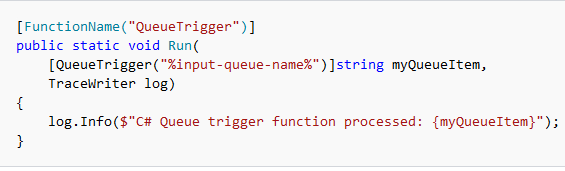 [FunctionName("QueueTrigger")]
public static void Run(
    [QueueTrigger("%input-queue-name%")]string myQueueItem,
    TraceWriter log)
{
    log.Info($"C# Queue trigger function processed: {myQueueItem}");
}